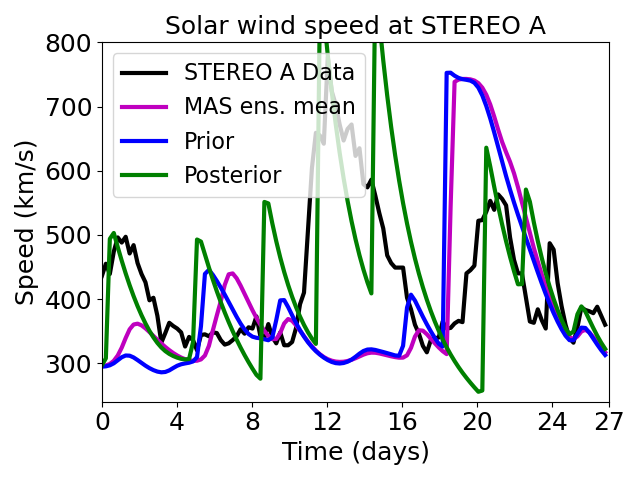 Solar wind speed at STEREO A
STEREO A Data
MAS ens. mean
Prior
Posterior
Speed (km/s)
800
700
600
500
400
300
0 4 8 12 16 20 24 27
Time (days)